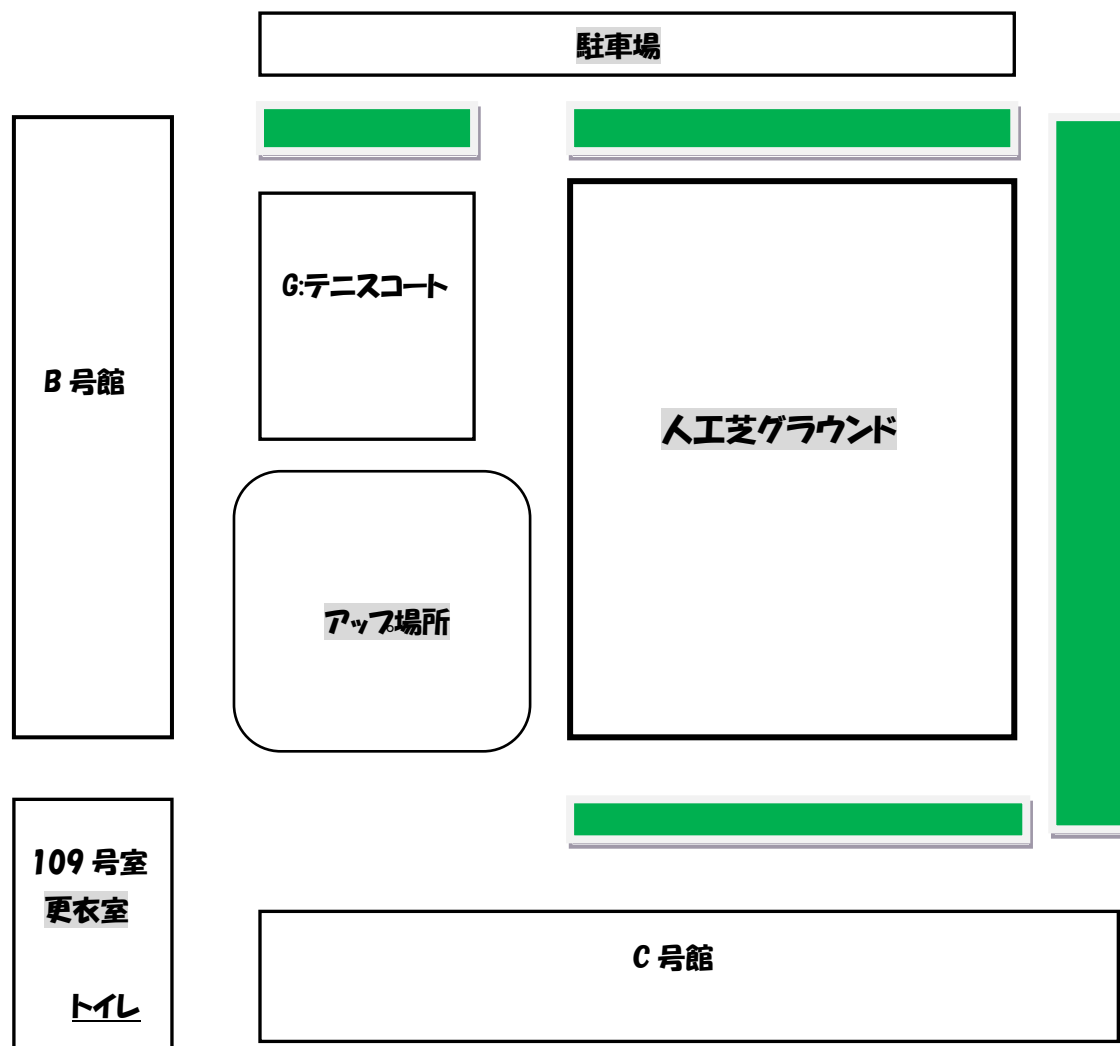 駐車場
G:テニスコート
B 号館
人工芝グラウンド
アップ場所
109 号室
更衣室
C 号館
トイレ